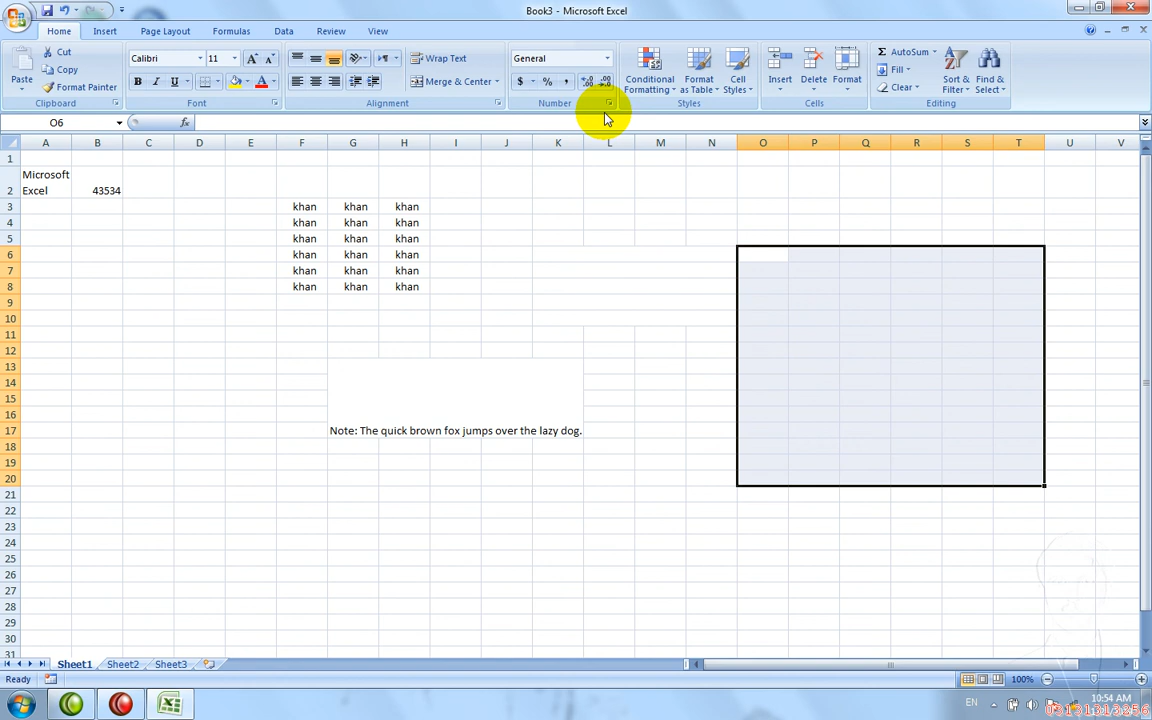 Book3 - Microsoft Excel
Home Insert Page Layout Formulas Data Review View
Cut
Copy
Format Painter
Paste
Clipboard
Calibri 11
B I U A
Font
Wrap Text
Merge & Center
Alignment
General
$ % ,
Number
Conditional Formatting
Format as Table
Cell Styles
Styles
Insert Delete Format
Cells
Σ AutoSum
Fill
Clear
Sort & Filter
Find & Select
Editing
O6 fx
A B C D E F G H I J K L M N O P Q R S T U V
1
Microsoft
2 Excel 43534
3 khan khan khan
4 khan khan khan
5 khan khan khan
6 khan khan khan
7 khan khan khan
8 khan khan khan
9
10
11
12
13
14
15
16
17 Note: The quick brown fox jumps over the lazy dog.
18
19
20
21
22
23
24
25
26
27
28
29
30
31
Sheet1 Sheet2 Sheet3
Ready 100%
EN 10:54 AM
03131313256